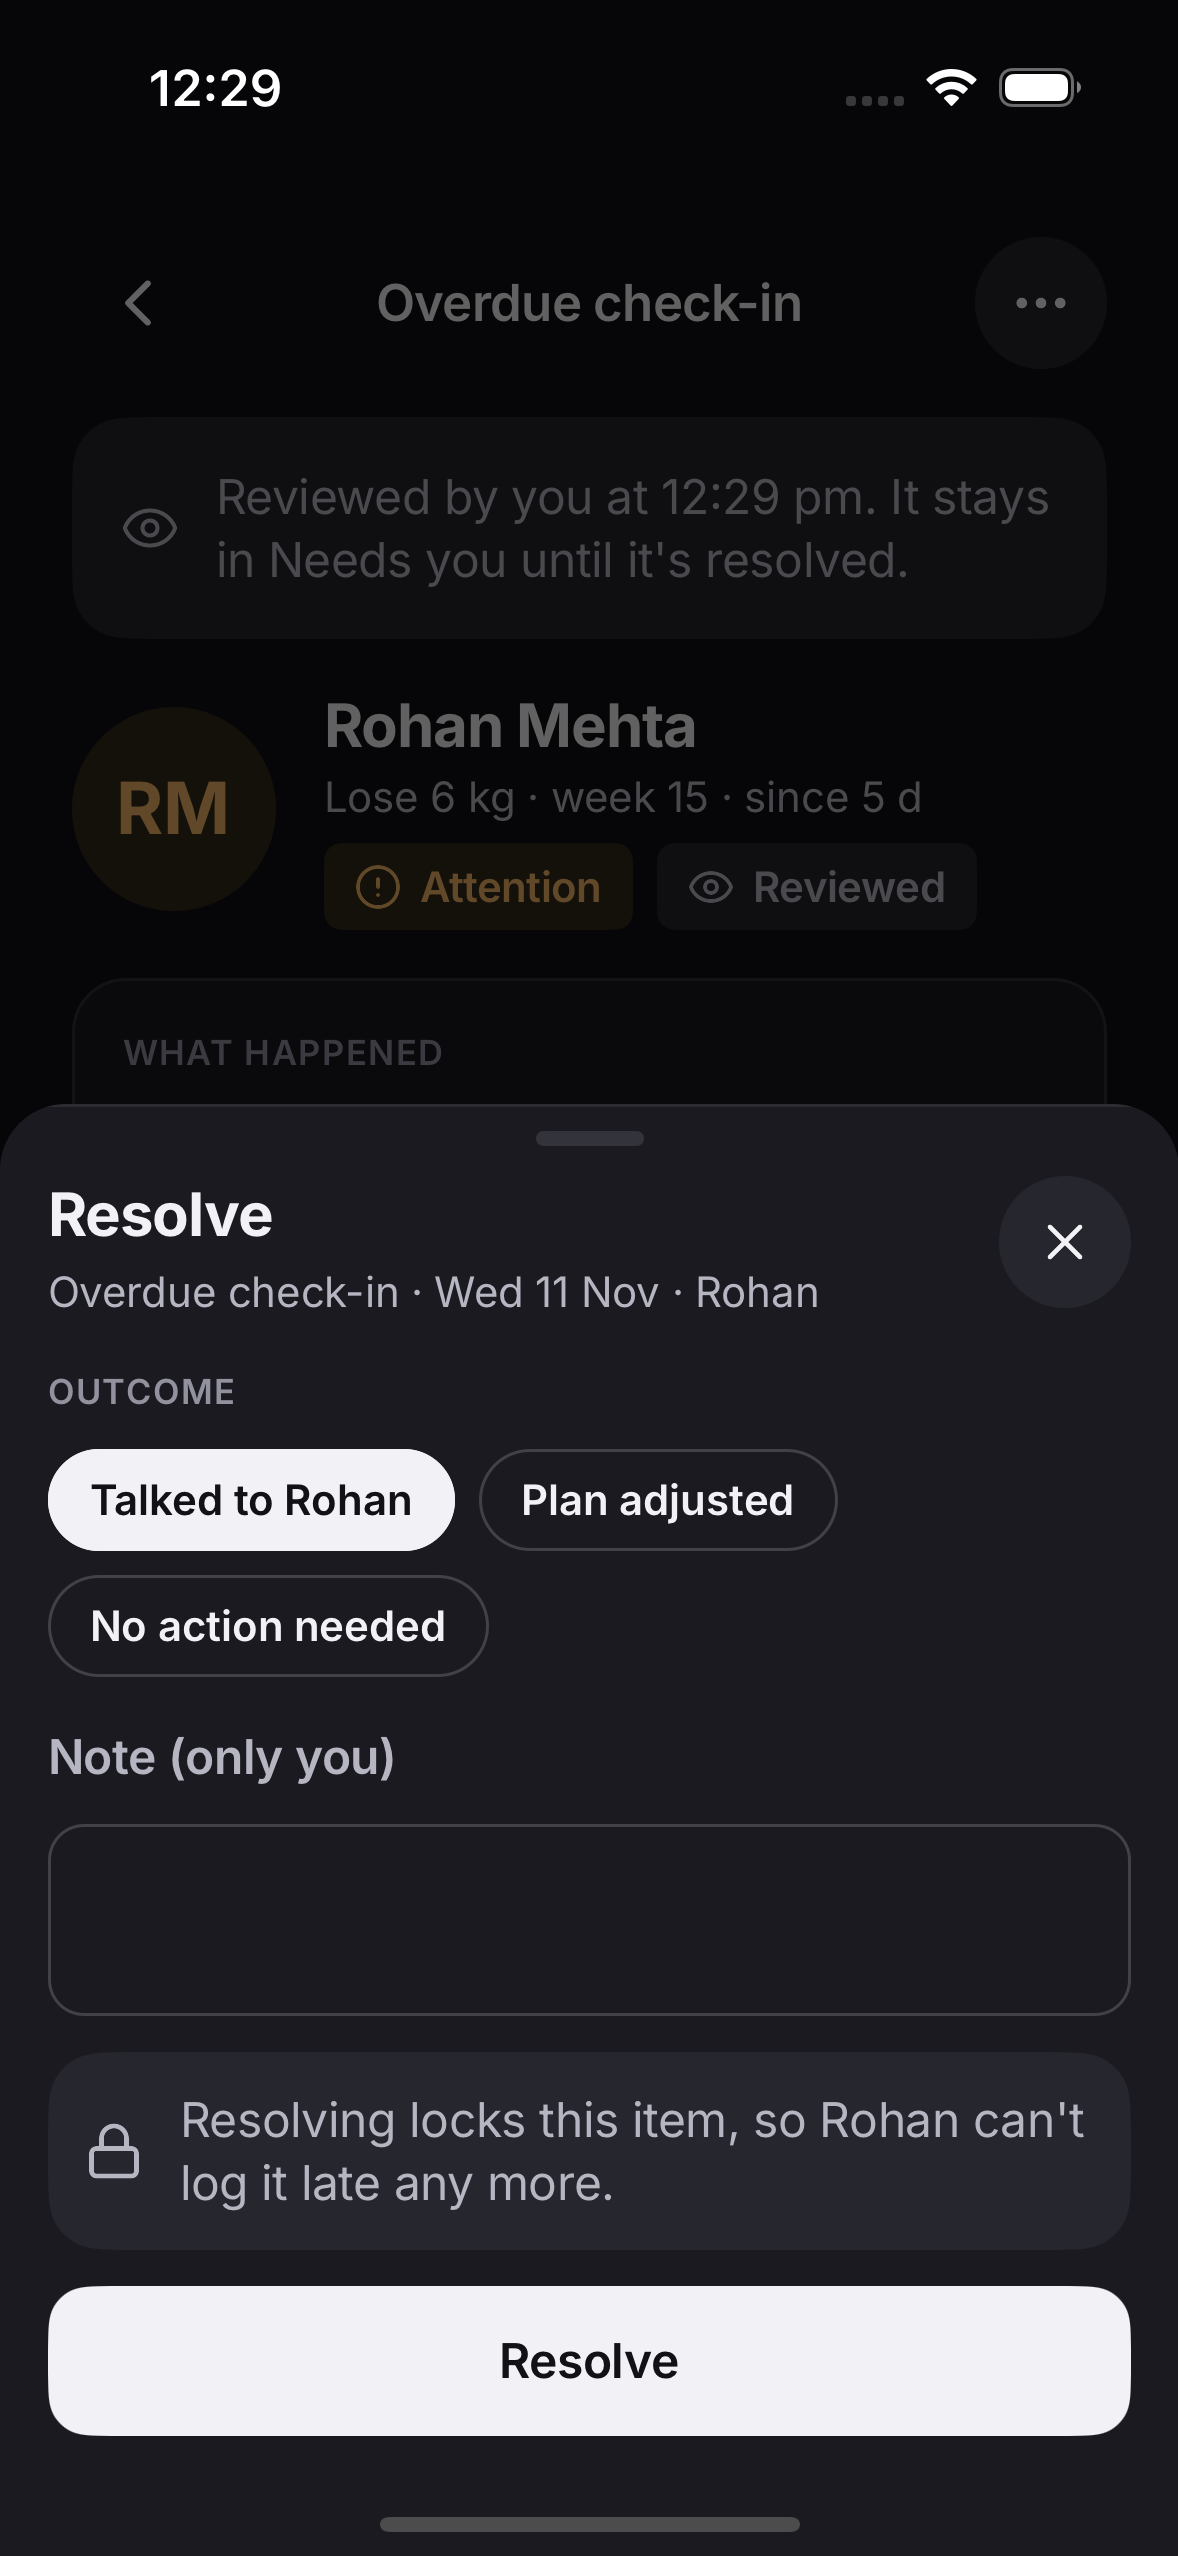 12:29
Overdue check-in
Reviewed by you at 12:29 pm. It stays
in Needs you until it's resolved.
RM
Rohan Mehta
Lose 6 kg · week 15 · since 5 d
Attention
Reviewed
WHAT HAPPENED
Resolve
Overdue check-in · Wed 11 Nov · Rohan
OUTCOME
Talked to Rohan
Plan adjusted
No action needed
Note (only you)
Resolving locks this item, so Rohan can't
log it late any more.
Resolve